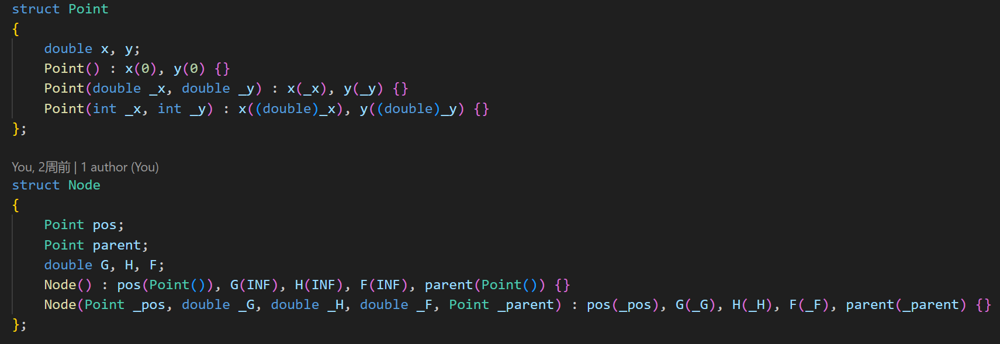 struct Point
{
    double x, y;
    Point() : x(0), y(0) {}
    Point(double _x, double _y) : x(_x), y(_y) {}
    Point(int _x, int _y) : x((double)_x), y((double)_y) {}
};
You, 2周前 | 1 author (You)
struct Node
{
    Point pos;
    Point parent;
    double G, H, F;
    Node() : pos(Point()), G(INF), H(INF), F(INF), parent(Point()) {}
    Node(Point _pos, double _G, double _H, double _F, Point _parent) : pos(_pos), G(_G), H(_H), F(_F), parent(_parent) {}
};